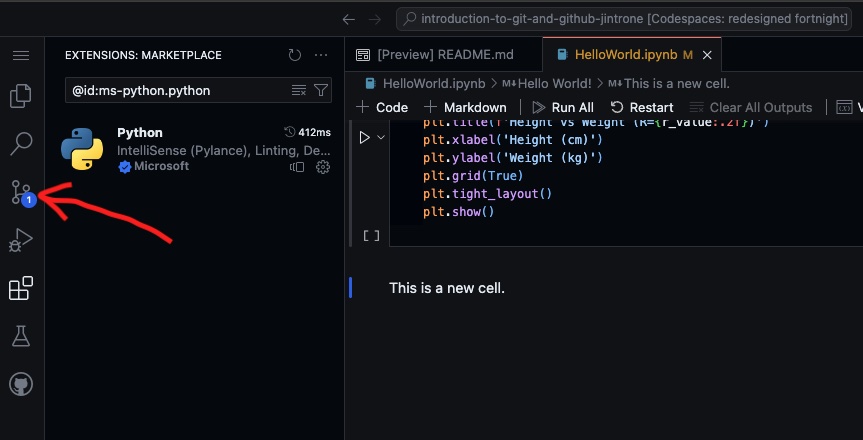 introduction-to-git-and-github-jintrone [Codespaces: redesigned fortnight]
EXTENSIONS: MARKETPLACE
@id:ms-python.python
Python
412ms
IntelliSense (Pylance), Linting, De...
Microsoft
1
[Preview] README.md
HelloWorld.ipynb M
HelloWorld.ipynb > M↓Hello World! > M↓This is a new cell.
+ Code + Markdown Run All Restart Clear All Outputs V
plt.title(f'Height vs Weight (R={r_value:.2f})')
plt.xlabel('Height (cm)')
plt.ylabel('Weight (kg)')
plt.grid(True)
plt.tight_layout()
plt.show()
[ ]
This is a new cell.